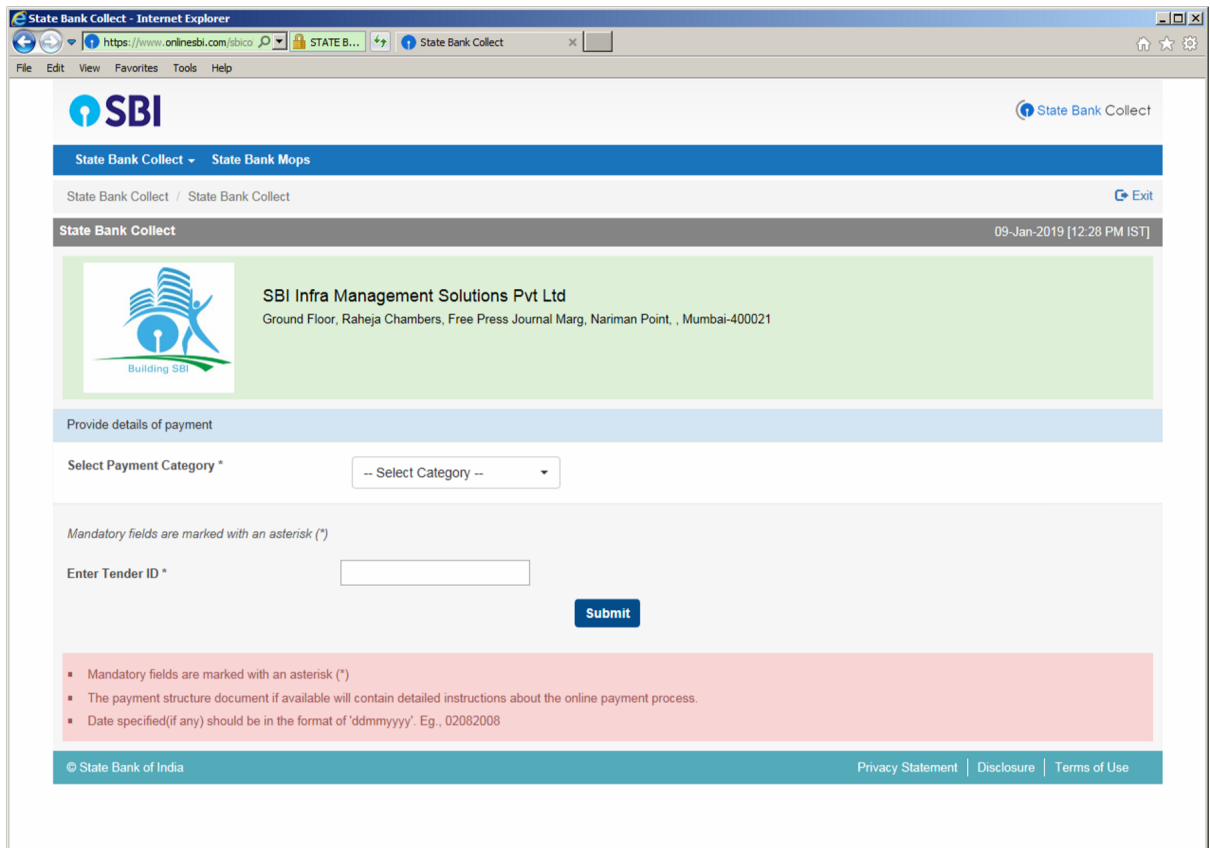 State Bank Collect - Internet Explorer
https://www.onlinesbi.com/sbico STATE B... State Bank Collect
File Edit View Favorites Tools Help
SBI
State Bank Collect
State Bank Collect State Bank Mops
State Bank Collect / State Bank Collect Exit
State Bank Collect 09-Jan-2019 [12:28 PM IST]
Building SBI
SBI Infra Management Solutions Pvt Ltd
Ground Floor, Raheja Chambers, Free Press Journal Marg, Nariman Point, , Mumbai-400021
Provide details of payment
Select Payment Category * -- Select Category --
Mandatory fields are marked with an asterisk (*)
Enter Tender ID *
Submit
Mandatory fields are marked with an asterisk (*)
The payment structure document if available will contain detailed instructions about the online payment process.
Date specified(if any) should be in the format of 'ddmmyyyy'. Eg., 02082008
© State Bank of India Privacy Statement Disclosure Terms of Use